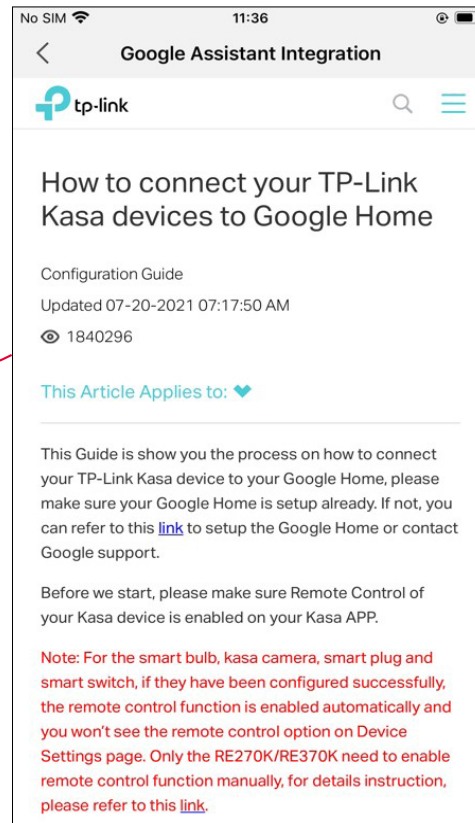 No SIM 11:36
Google Assistant Integration
tp-link
How to connect your TP-Link
Kasa devices to Google Home
Configuration Guide
Updated 07-20-2021 07:17:50 AM
1840296
This Article Applies to:
This Guide is show you the process on how to connect
your TP-Link Kasa device to your Google Home, please
make sure your Google Home is setup already. If not, you
can refer to this link to setup the Google Home or contact
Google support.
Before we start, please make sure Remote Control of
your Kasa device is enabled on your Kasa APP.
Note: For the smart bulb, kasa camera, smart plug and
smart switch, if they have been configured successfully,
the remote control function is enabled automatically and
you won't see the remote control option on Device
Settings page. Only the RE270K/RE370K need to enable
remote control function manually, for details instruction,
please refer to this link.